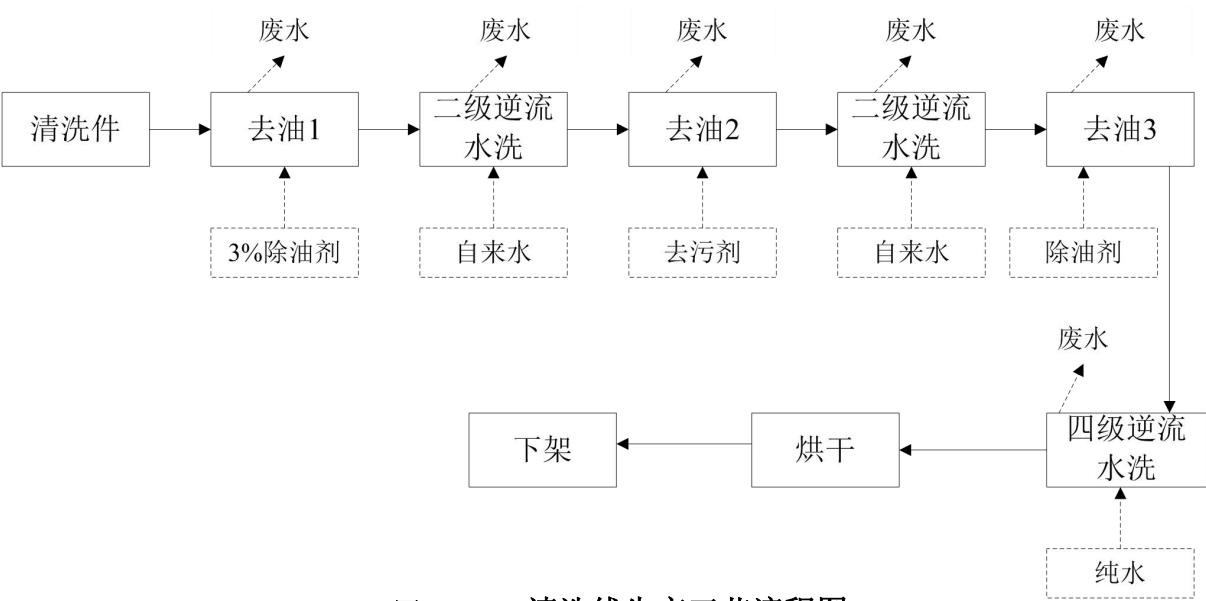 废水 废水 废水 废水 废水
清洗件 去油1 二级逆流 去油2 二级逆流 去油3
水洗 水洗
3%除油剂 自来水 去污剂 自来水 除油剂
废水
下架 烘干 四级逆流
水洗
纯水
清洗线生产工艺流程图